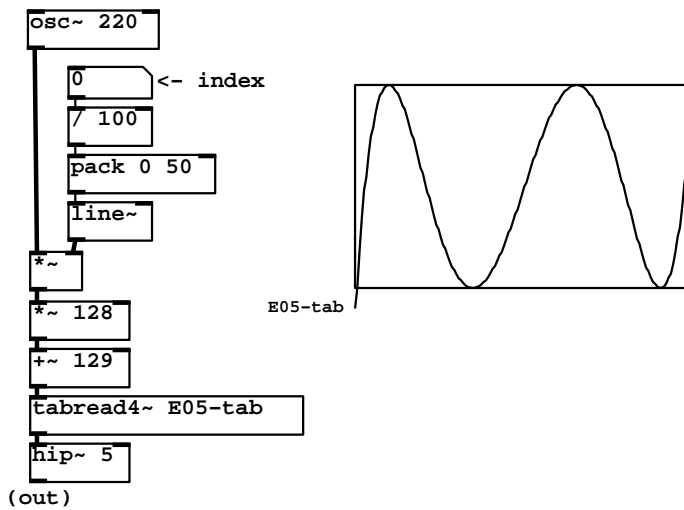 osc~ 220
0 <- index
/ 100
pack 0 50
line~
*~
*~ 128
+~ 129
tabread4~ E05-tab
hip~ 5
(out)
E05-tab